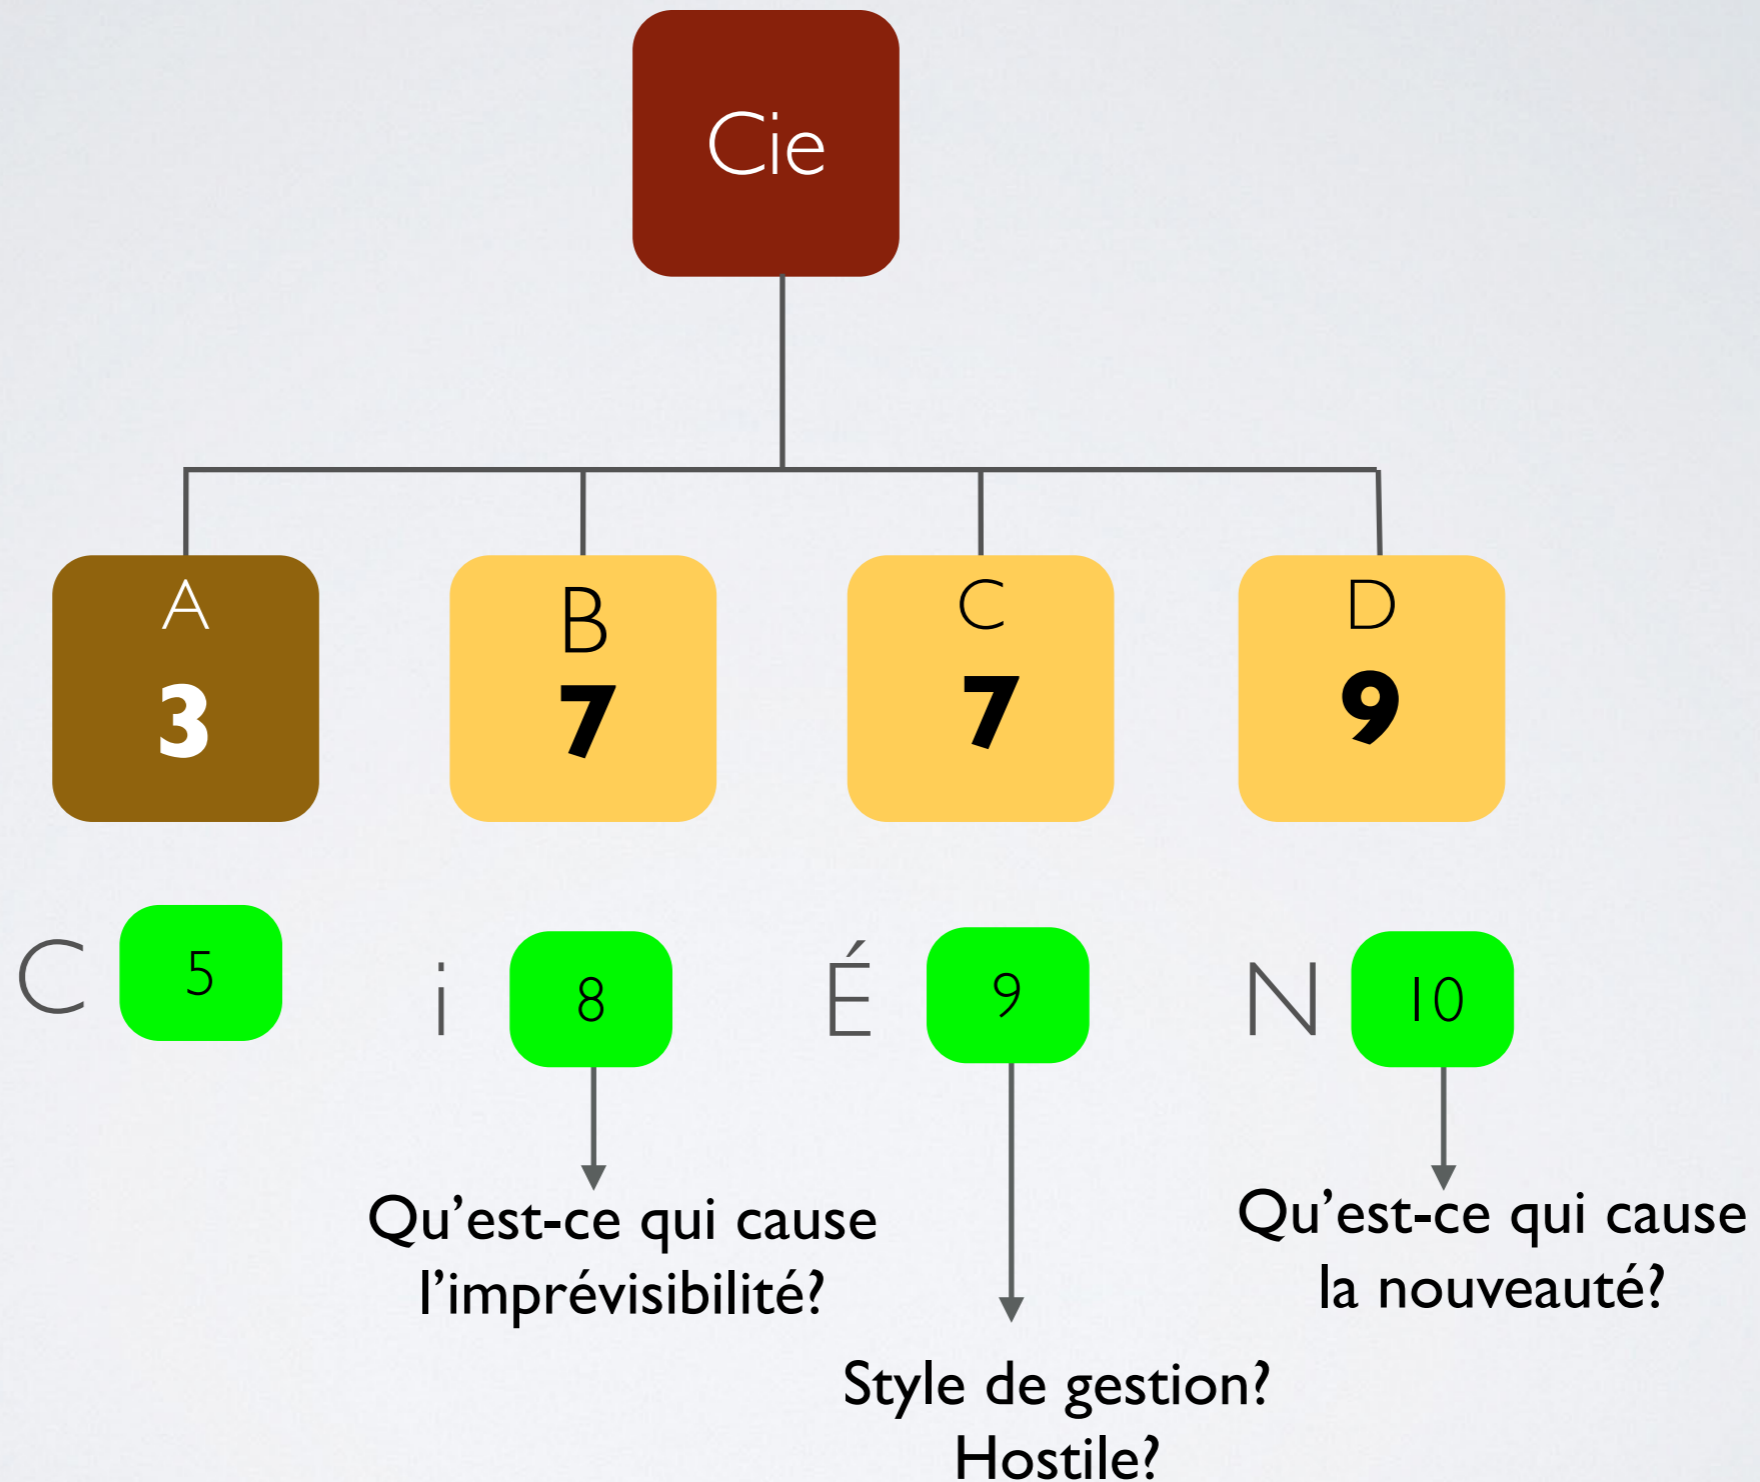 Cie
A
3
B
7
C
7
D
9
C
5
i
8
É
9
N
10
Qu’est-ce qui cause
l’imprévisibilité?
Style de gestion?
Hostile?
Qu’est-ce qui cause
la nouveauté?